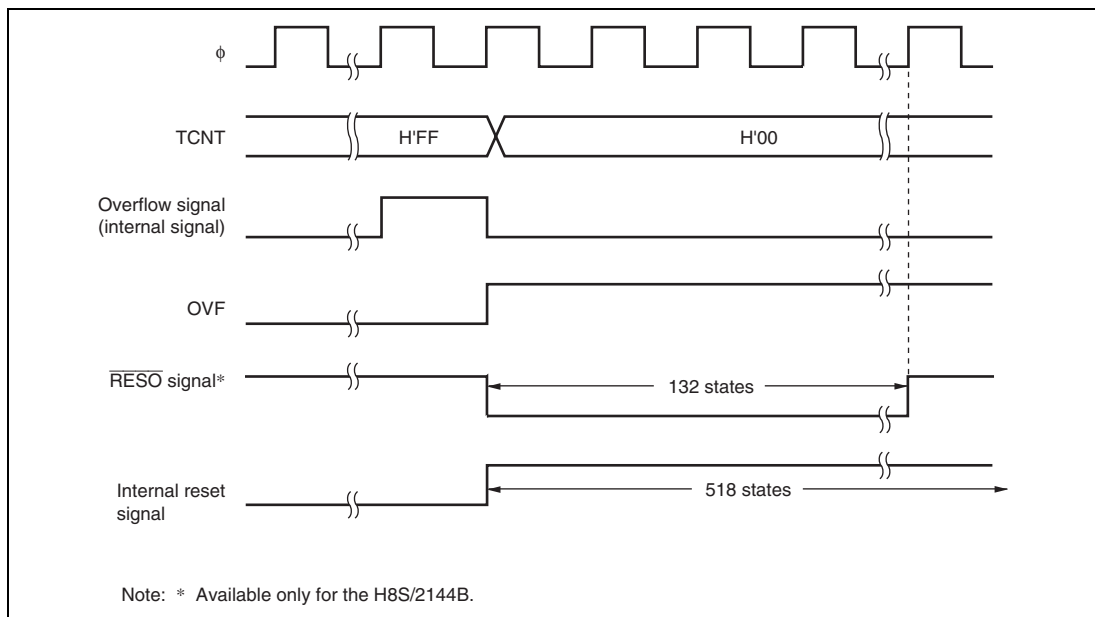 ϕ
TCNT
H'FF
H'00
Overflow signal
(internal signal)
OVF
RESO signal*
132 states
Internal reset
signal
518 states
Note: * Available only for the H8S/2144B.